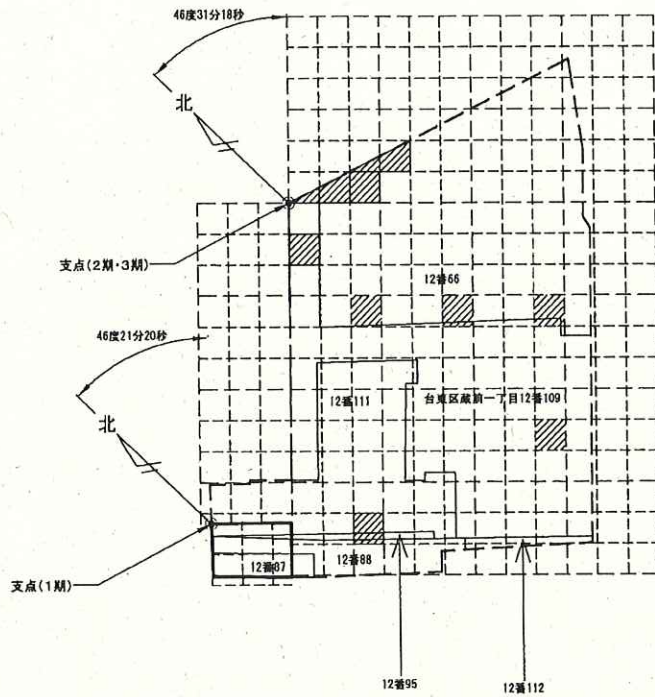 46度31分18秒
北
支点(2期・3期)
12番66
46度21分20秒
12番111
台東区蔵前一丁目12番109
北
支点(1期)
12番87
12番88
12番95
12番112